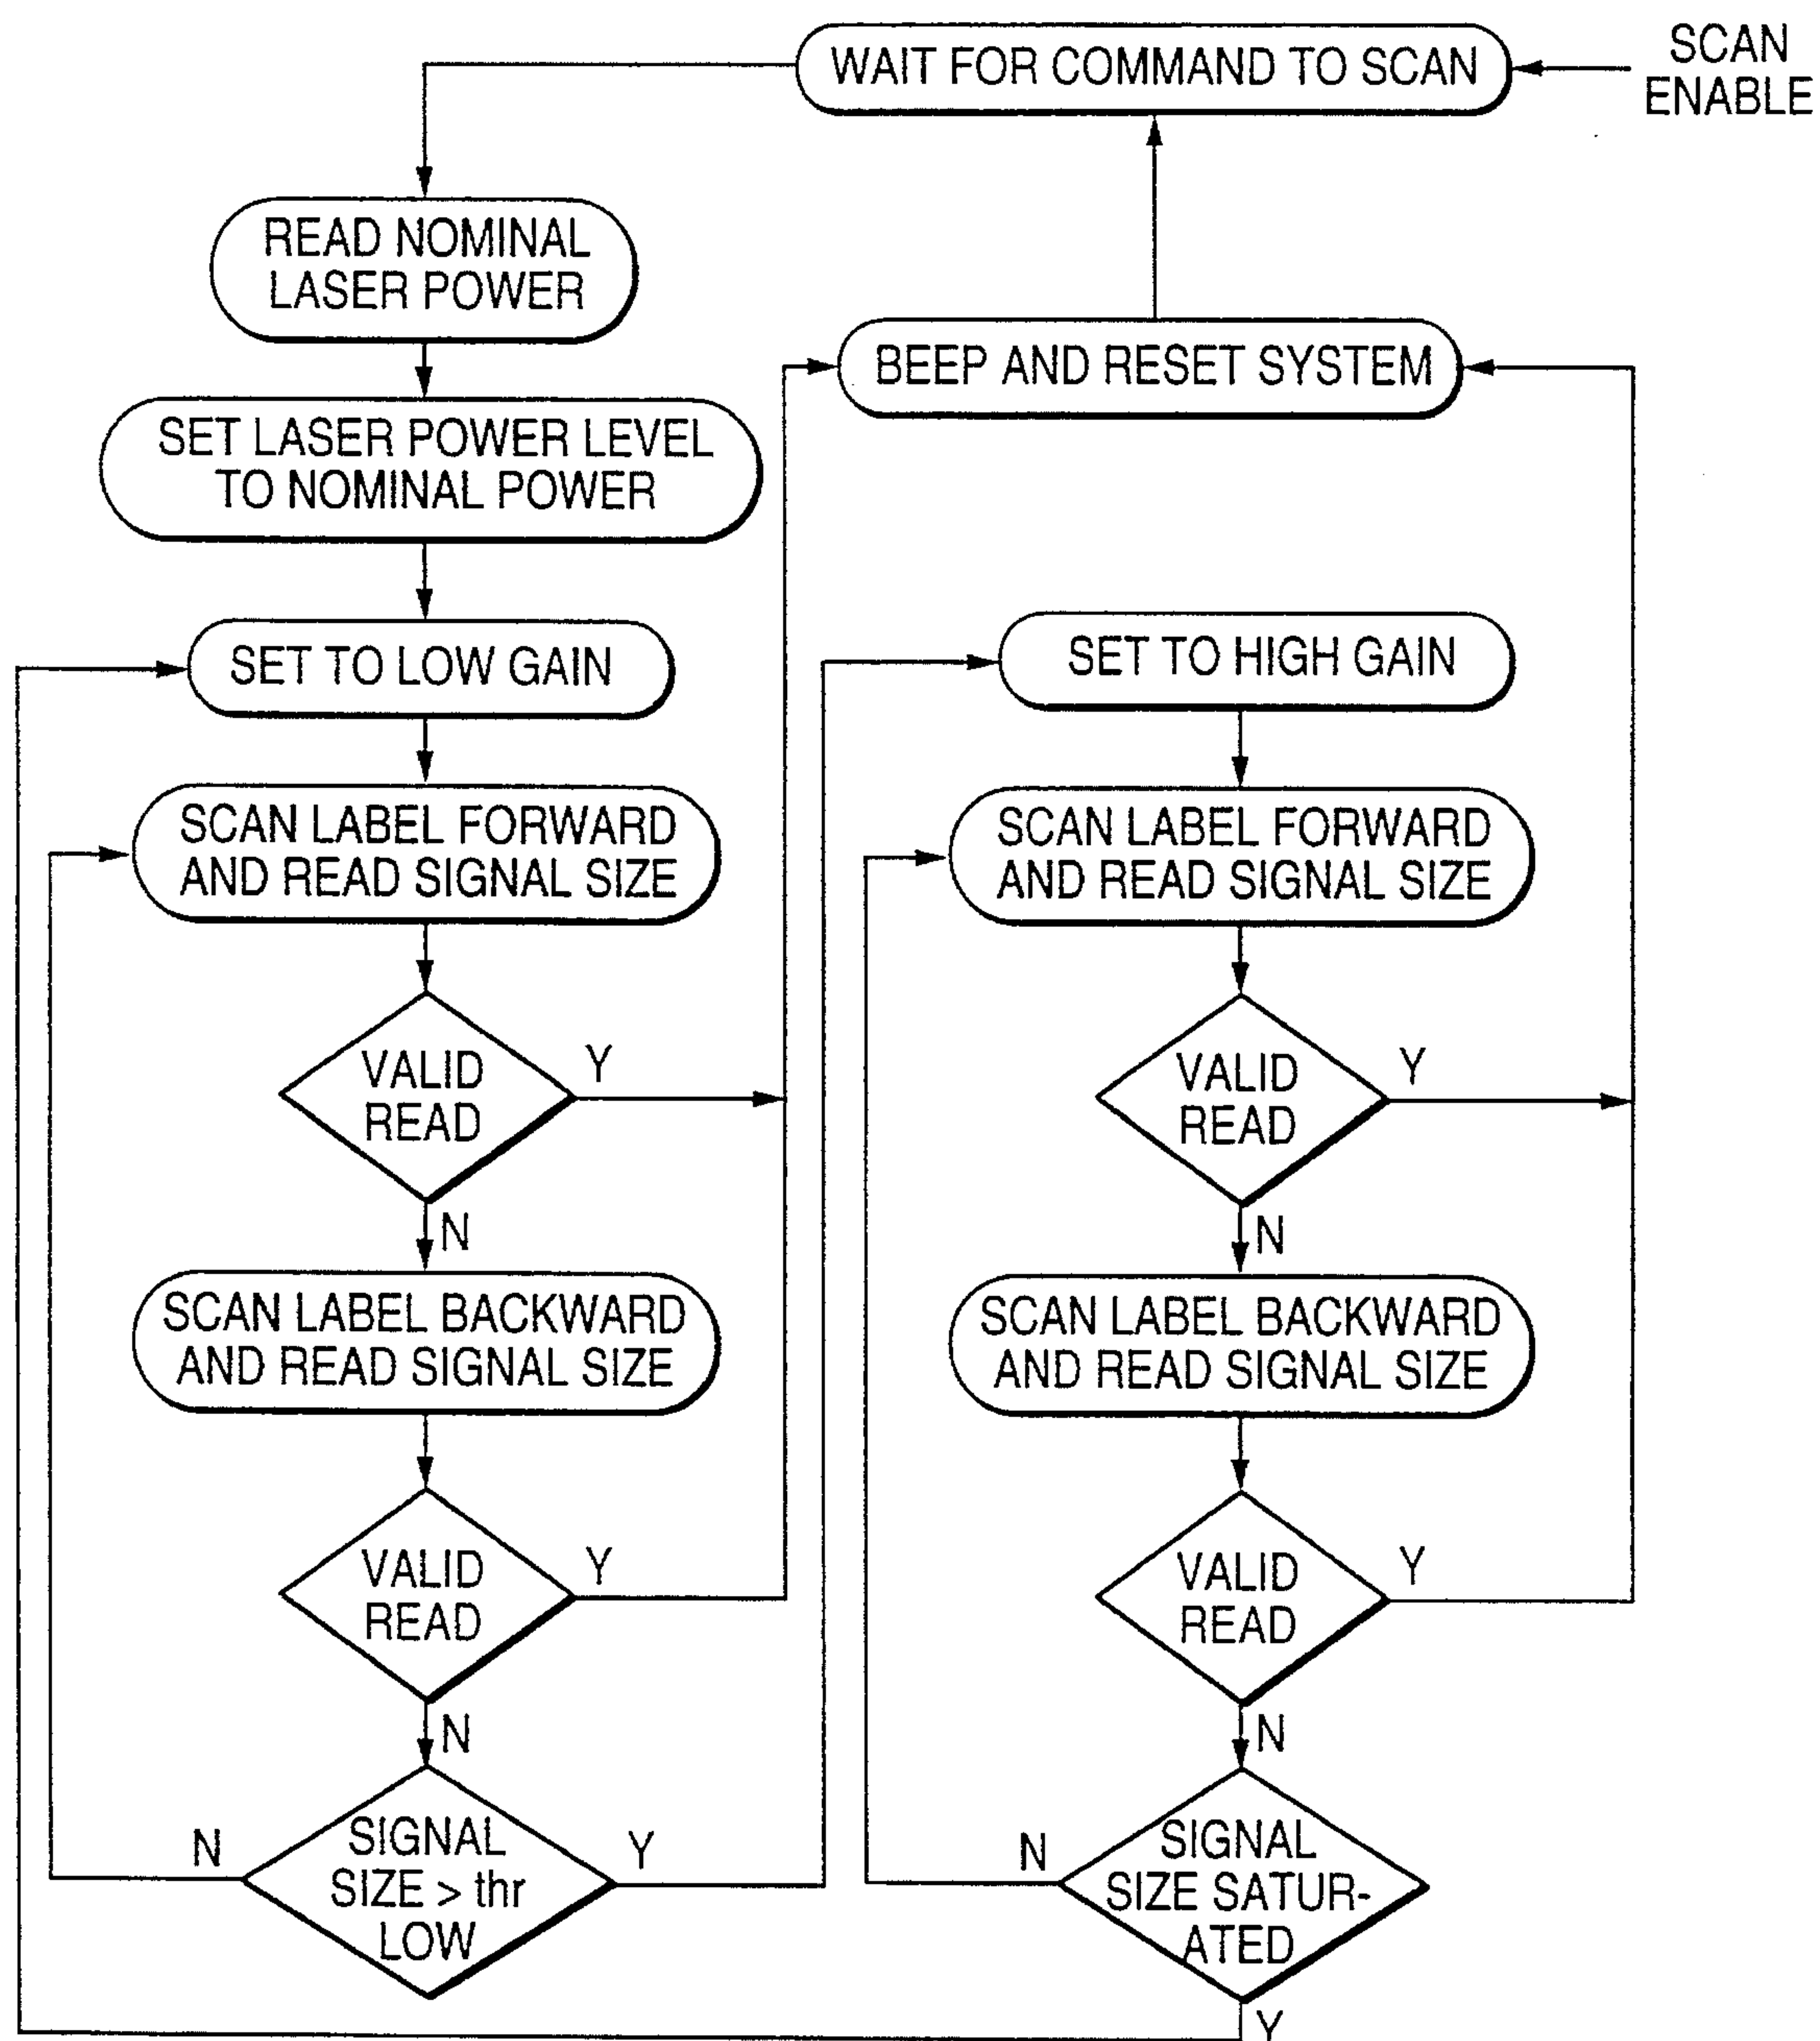 WAIT FOR COMMAND TO SCAN
SCAN
ENABLE
READ NOMINAL
LASER POWER
BEEP AND RESET SYSTEM
SET LASER POWER LEVEL
TO NOMINAL POWER
SET TO LOW GAIN
SET TO HIGH GAIN
SCAN LABEL FORWARD
AND READ SIGNAL SIZE
SCAN LABEL FORWARD
AND READ SIGNAL SIZE
VALID
READ
Y
VALID
READ
Y
N
N
SCAN LABEL BACKWARD
AND READ SIGNAL SIZE
SCAN LABEL BACKWARD
AND READ SIGNAL SIZE
VALID
READ
Y
VALID
READ
Y
N
N
N
SIGNAL
SIZE > thr
LOW
Y
N
SIGNAL
SIZE SATUR-
ATED
Y